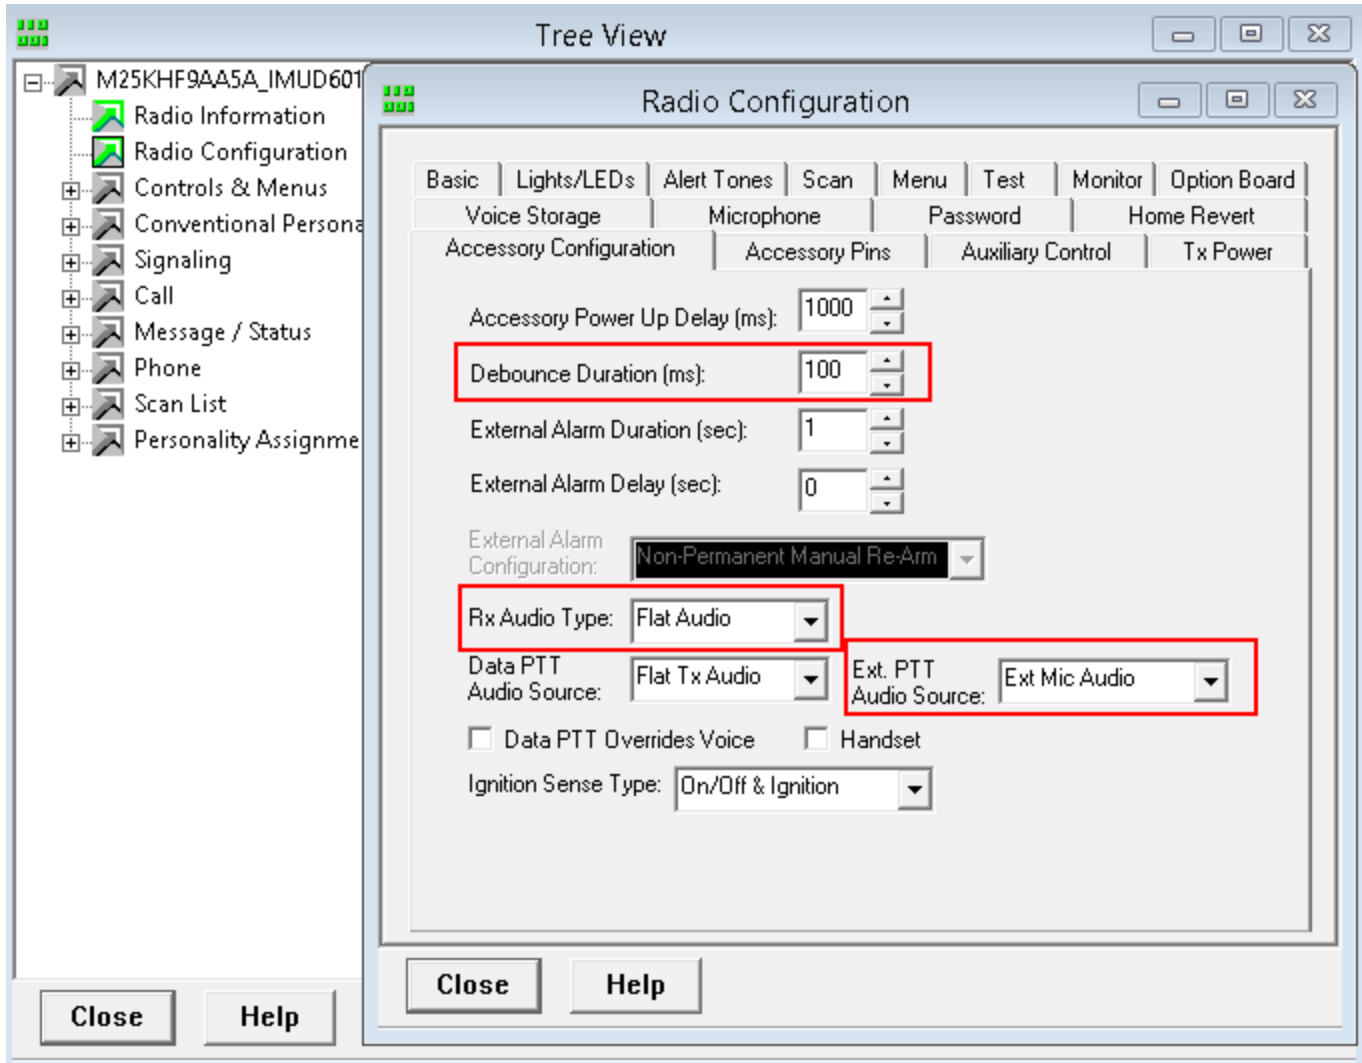 Tree View
M25KHF9AA5A_IMUD601
Radio Information
Radio Configuration
Controls & Menus
Conventional Persona
Signaling
Call
Message / Status
Phone
Scan List
Personality Assignme
Close Help
Radio Configuration
Basic Lights/LEDs Alert Tones Scan Menu Test Monitor Option Board
Voice Storage Microphone Password Home Revert
Accessory Configuration Accessory Pins Auxiliary Control Tx Power
Accessory Power Up Delay (ms): 1000
Debounce Duration (ms): 100
External Alarm Duration (sec): 1
External Alarm Delay (sec): 0
External Alarm
Configuration: Non-Permanent Manual Re-Arm
Rx Audio Type: Flat Audio
Data PTT
Audio Source: Flat Tx Audio
Ext. PTT
Audio Source: Ext Mic Audio
Data PTT Overrides Voice Handset
Ignition Sense Type: On/Off & Ignition
Close Help